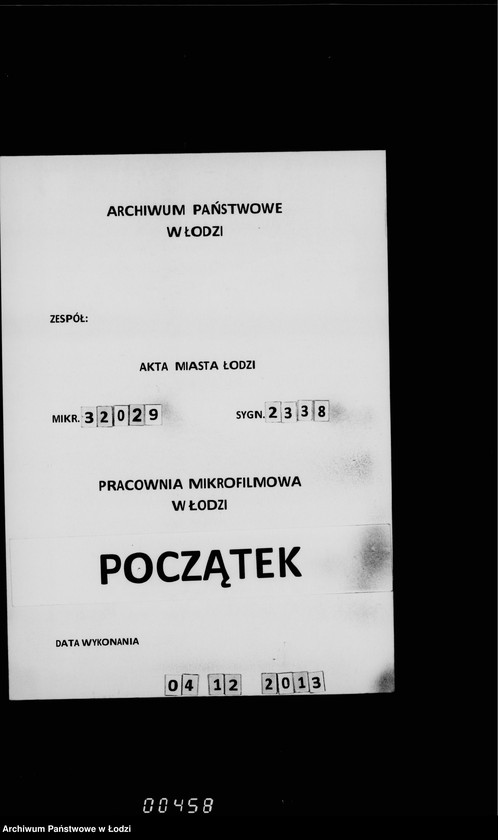 ARCHIWUM PAŃSTWOWE
W ŁODZI
ZESPÓŁ:
AKTA MIASTA ŁODZI
MIKR. 32029 SYGN. 2338
PRACOWNIA MIKROFILMOWA
W ŁODZI
POCZĄTEK
DATA WYKONANIA
04 12 2013
00458
Archiwum Państwowe w Łodzi